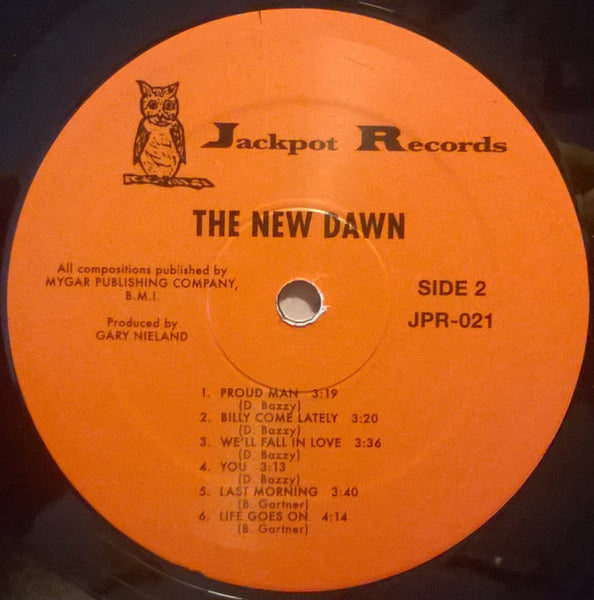 Jackpot Records
THE NEW DAWN
All compositions published by
MYGAR PUBLISHING COMPANY,
B.M.I.
Produced by
GARY NIELAND
SIDE 2
JPR-021
1. PROUD MAN 3:19
(D. Bazzy)
2. BILLY COME LATELY 3:20
(D. Bazzy)
3. WE'LL FALL IN LOVE 3:36
(D. Bazzy)
4. YOU 3:13
(D. Bazzy)
5. LAST MORNING 3:40
(B. Gartner)
6. LIFE GOES ON 4:14
(B. Gartner)